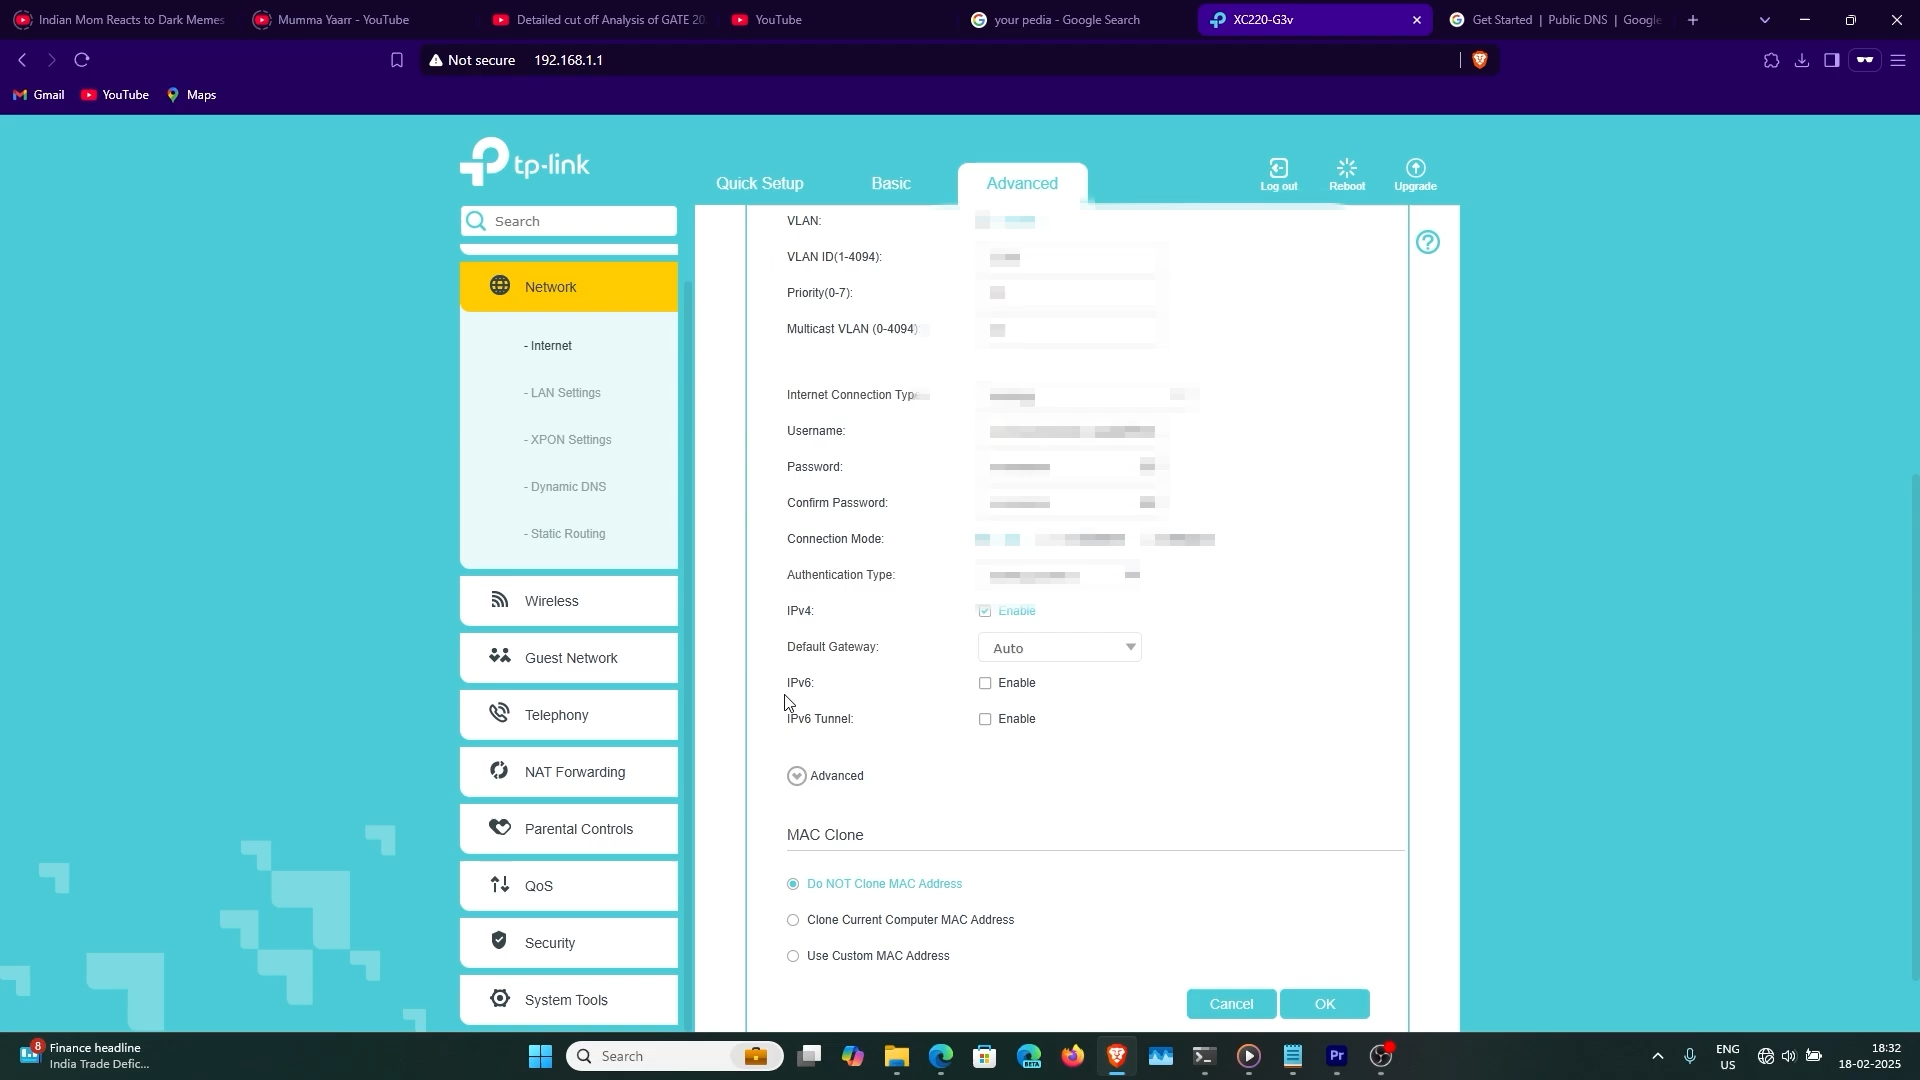 Indian Mom Reacts to Dark Memes
Mumma Yaarr - YouTube
Detailed cut off Analysis of GATE 20
YouTube
your pedia - Google Search
XC220-G3v
Get Started | Public DNS | Google
Not secure 192.168.1.1
Gmail YouTube Maps
tp-link
Quick Setup Basic Advanced
Log out Reboot Upgrade
Search
Network
- Internet
- LAN Settings
- XPON Settings
- Dynamic DNS
- Static Routing
Wireless
Guest Network
Telephony
NAT Forwarding
Parental Controls
QoS
Security
System Tools
VLAN:
VLAN ID(1-4094):
Priority(0-7):
Multicast VLAN (0-4094):
Internet Connection Type
Username:
Password:
Confirm Password:
Connection Mode:
Authentication Type:
IPv4: Enable
Default Gateway: Auto
IPv6: Enable
IPv6 Tunnel: Enable
Advanced
MAC Clone
Do NOT Clone MAC Address
Clone Current Computer MAC Address
Use Custom MAC Address
Cancel OK
8
Finance headline
India Trade Defic...
Search
BETA
Pr
ENG
US
18:32
18-02-2025